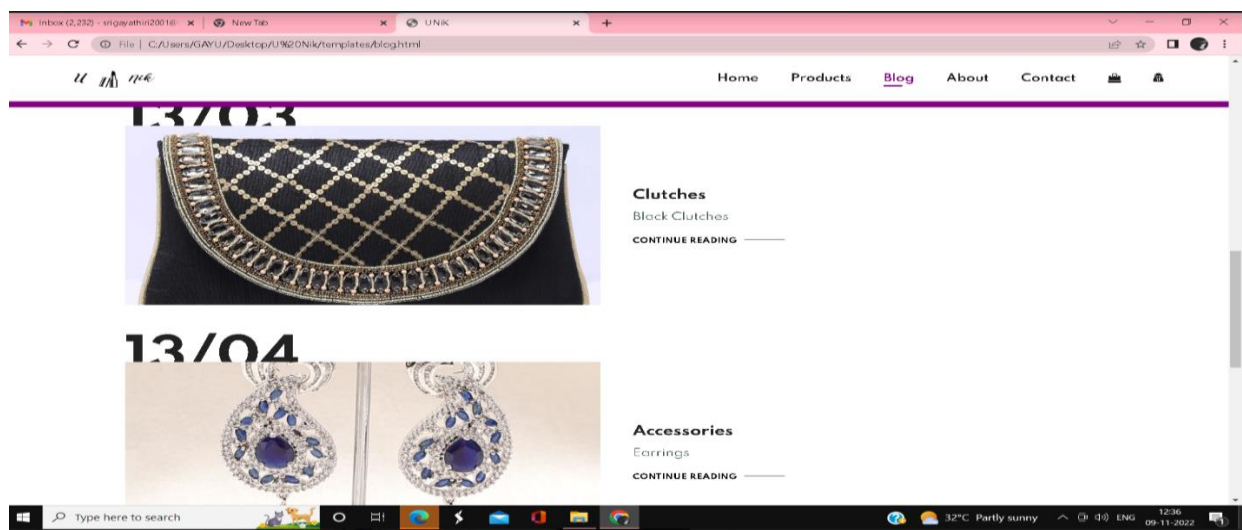 Inbox (2,232) - srigayathiri2001@
New Tab
UNiK
File | C:/Users/GAYU/Desktop/U%20Nik/templates/blog.html
U nik
Home Products Blog About Contact
13/03
Clutches
Black Clutches
CONTINUE READING
13/04
Accessories
Earrings
CONTINUE READING
Type here to search
32°C Partly sunny
ENG
12:36
09-11-2022